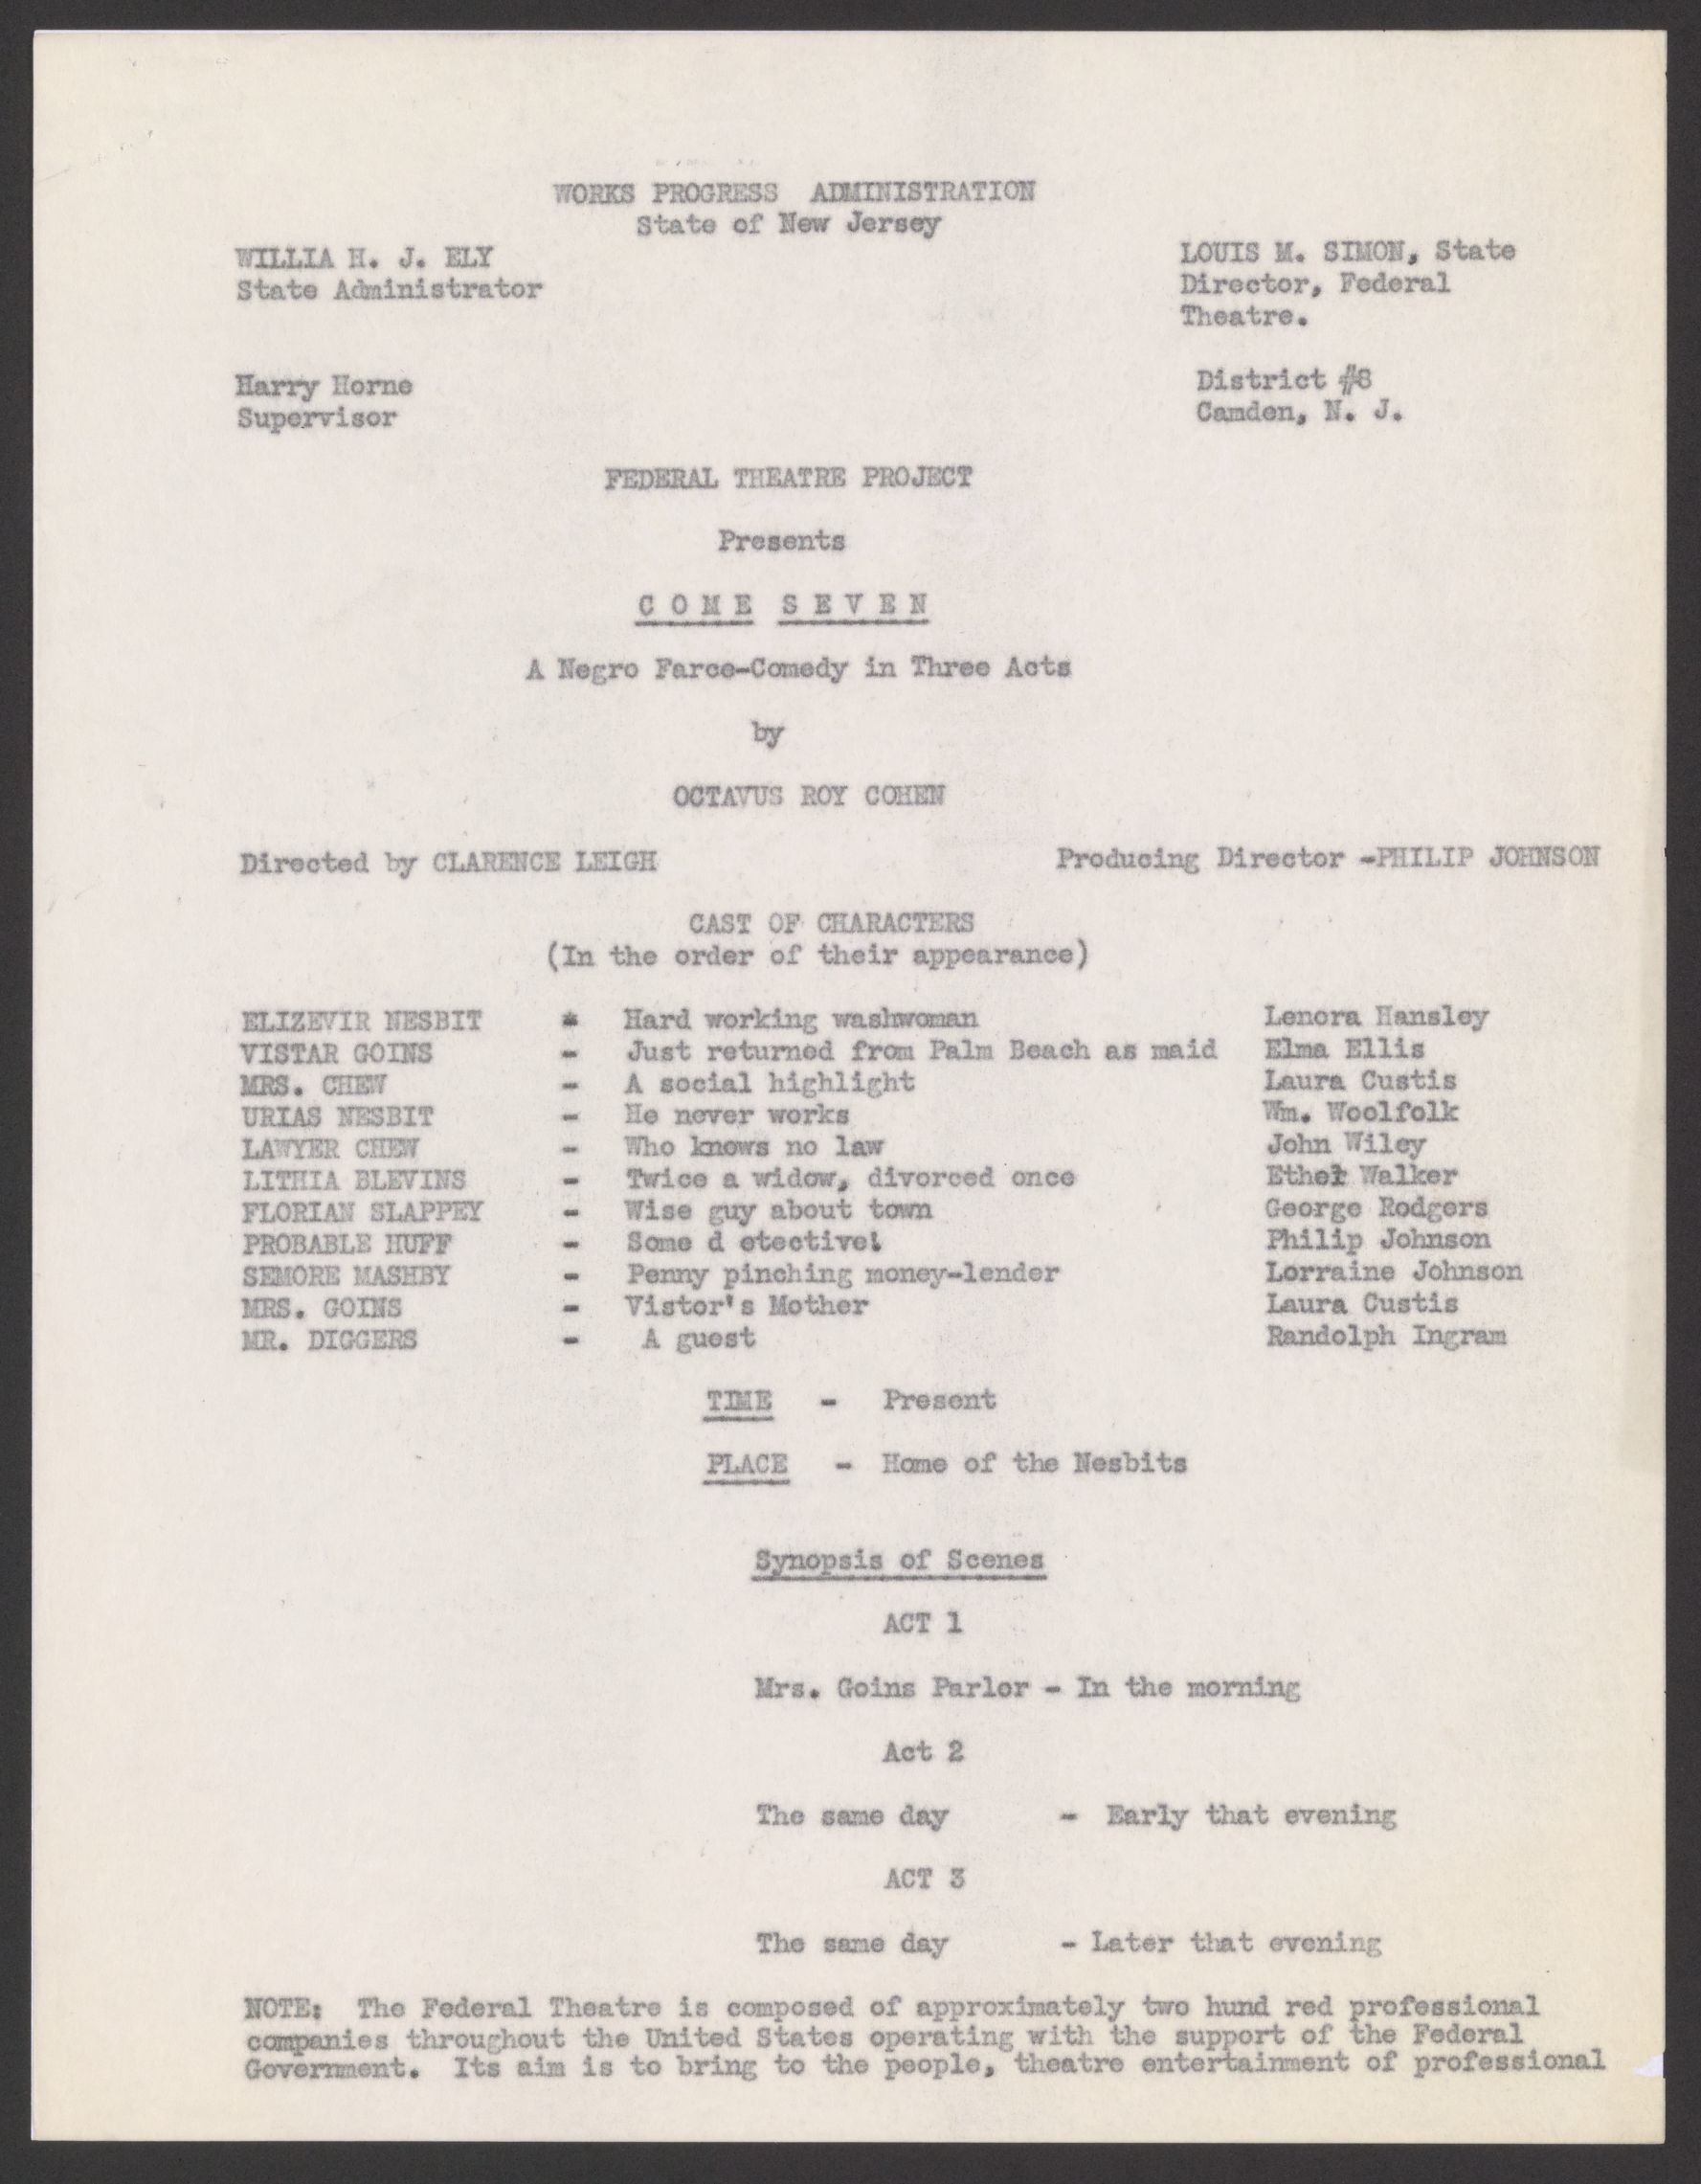 WORKS PROGRESS ADMINISTRATION
State of New Jersey
WILLIA H. J. ELY
State Administrator
LOUIS M. SIMON, State
Director, Federal
Theatre.
Harry Horne
Supervisor
District #8
Camden, N. J.
FEDERAL THEATRE PROJECT
Presents
C O M E  S E V E N
A Negro Farce-Comedy in Three Acts
by
OCTAVUS ROY COHEN
Directed by CLARENCE LEIGH Producing Director -PHILIP JOHNSON
CAST OF CHARACTERS
(In the order of their appearance)
ELIZEVIR NESBIT * Hard working washwoman Lenora Hansley
VISTAR GOINS - Just returned from Palm Beach as maid Elma Ellis
MRS. CHEW - A social highlight Laura Custis
URIAS NESBIT - He never works Wm. Woolfolk
LAWYER CHEW - Who knows no law John Wiley
LITHIA BLEVINS - Twice a widow, divorced once Ethel Walker
FLORIAN SLAPPEY - Wise guy about town George Rodgers
PROBABLE HUFF - Some d etective! Philip Johnson
SEMORE MASHBY - Penny pinching money-lender Lorraine Johnson
MRS. GOINS - Vistor's Mother Laura Custis
MR. DIGGERS - A guest Randolph Ingram
TIME - Present
PLACE - Home of the Nesbits
Synopsis of Scenes
ACT 1
Mrs. Goins Parlor - In the morning
Act 2
The same day - Early that evening
ACT 3
The same day - Later that evening
NOTE: The Federal Theatre is composed of approximately two hund red professional
companies throughout the United States operating with the support of the Federal
Government. Its aim is to bring to the people, theatre entertainment of professional